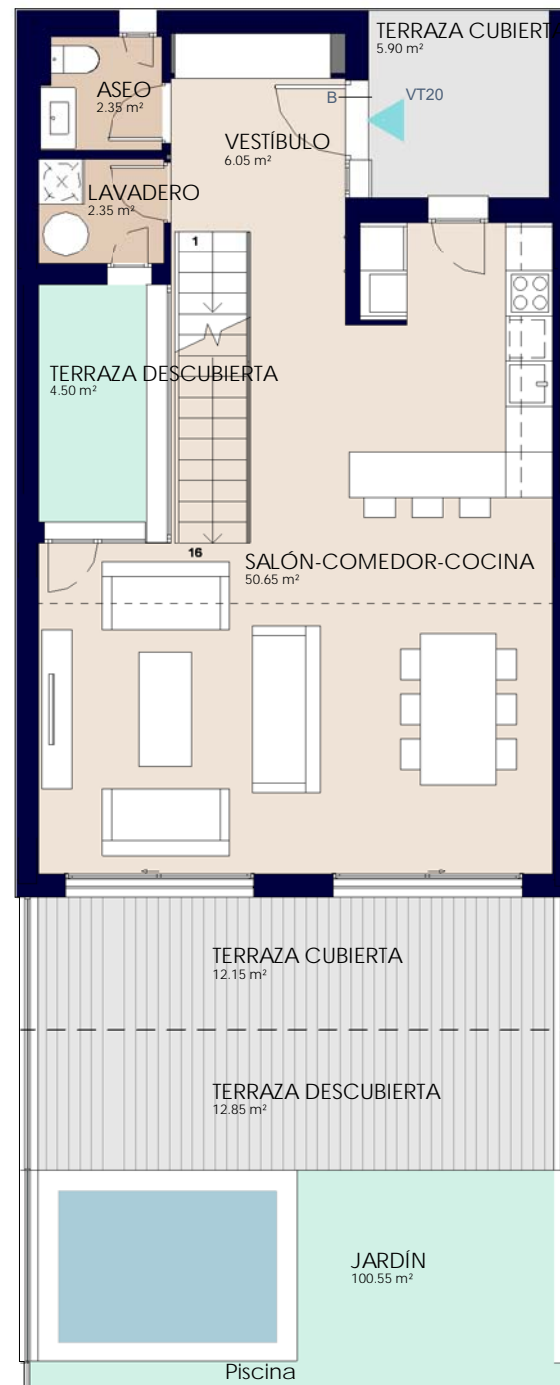 TERRAZA CUBIERTA
5.90 m²
ASEO
2.35 m²
B
VT20
VESTÍBULO
6.05 m²
LAVADERO
2.35 m²
1
TERRAZA DESCUBIERTA
4.50 m²
16
SALÓN-COMEDOR-COCINA
50.65 m²
TERRAZA CUBIERTA
12.15 m²
TERRAZA DESCUBIERTA
12.85 m²
JARDÍN
100.55 m²
Piscina